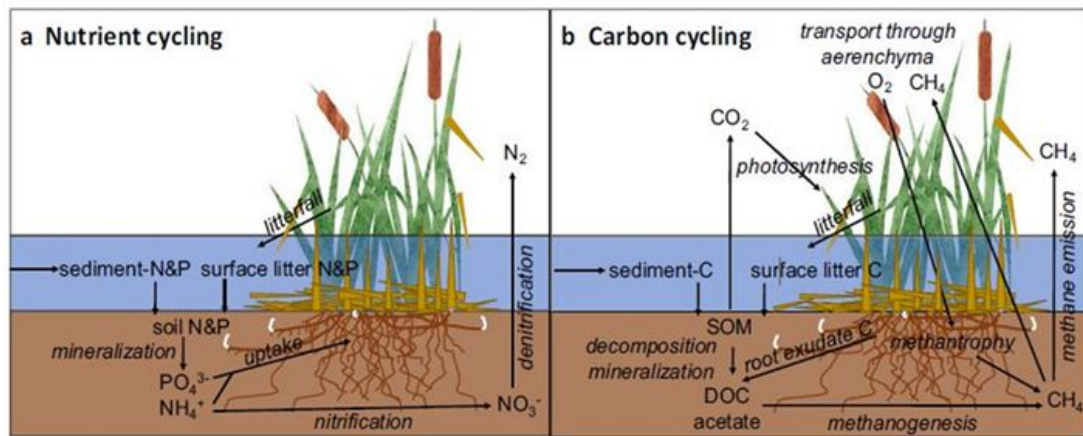 a Nutrient cycling
N₂
litterfall
sediment-N&P
surface litter N&P
denitrification
soil N&P
mineralization
uptake
PO₄³⁻
NH₄⁺
nitrification
NO₃⁻
b Carbon cycling
transport through
aerenchyma
O₂
CH₄
CO₂
photosynthesis
CH₄
litterfall
sediment-C
surface litter C
methane emission
SOM
decomposition
mineralization
root exudate C
methantrophy
DOC
acetate
methanogenesis
CH₄